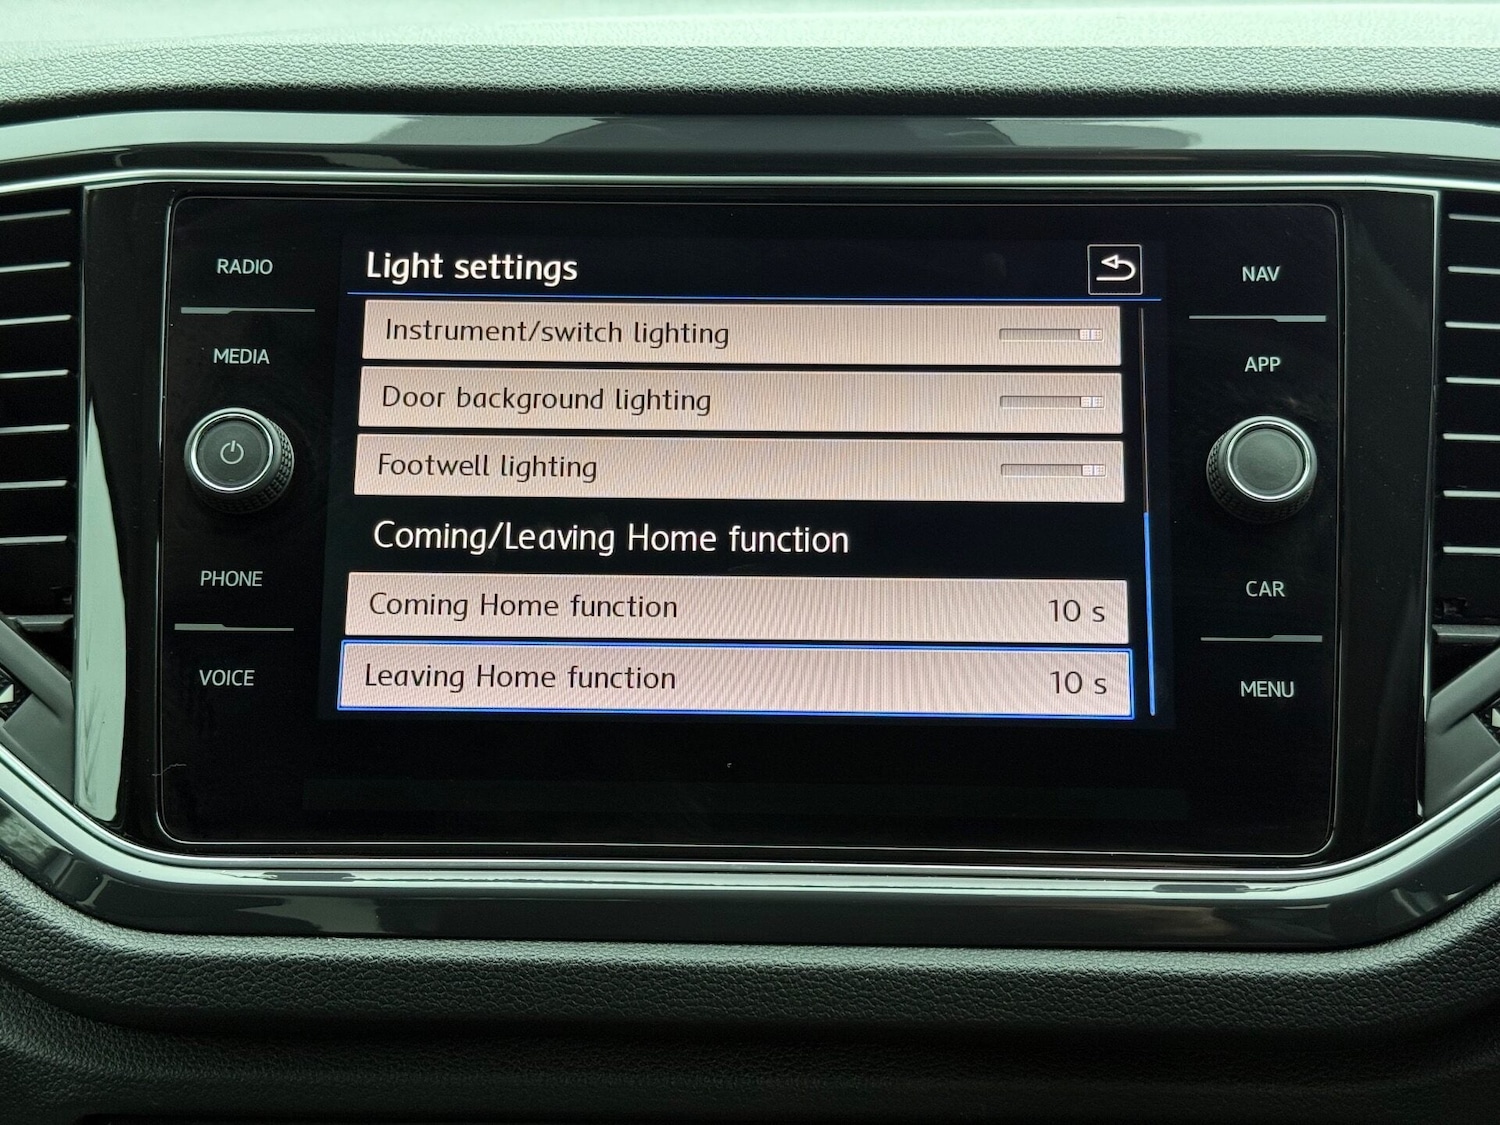 RADIO
MEDIA
PHONE
VOICE
Light settings
Instrument/switch lighting
Door background lighting
Footwell lighting
Coming/Leaving Home function
Coming Home function 10 s
Leaving Home function 10 s
NAV
APP
CAR
MENU